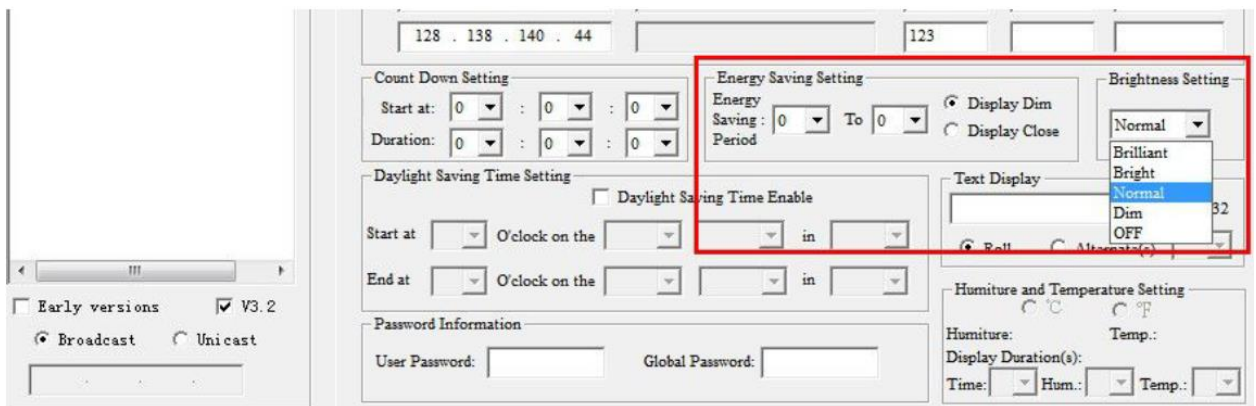 128 . 138 . 140 . 44
123
Count Down Setting
Start at: 0 : 0 : 0
Duration: 0 : 0 : 0
Energy Saving Setting
Energy
Saving : 0 To 0
Period
Display Dim
Display Close
Brightness Setting
Normal
Brilliant
Bright
Normal
Dim
OFF
Daylight Saving Time Setting
Daylight Saving Time Enable
Start at O'clock on the in
End at O'clock on the in
Text Display
32
Roll Alternate(s)
Early versions V3.2
Broadcast Unicast
Password Information
User Password: Global Password:
Humiture and Temperature Setting
°C °F
Humiture: Temp.:
Display Duration(s):
Time: Hum.: Temp.: